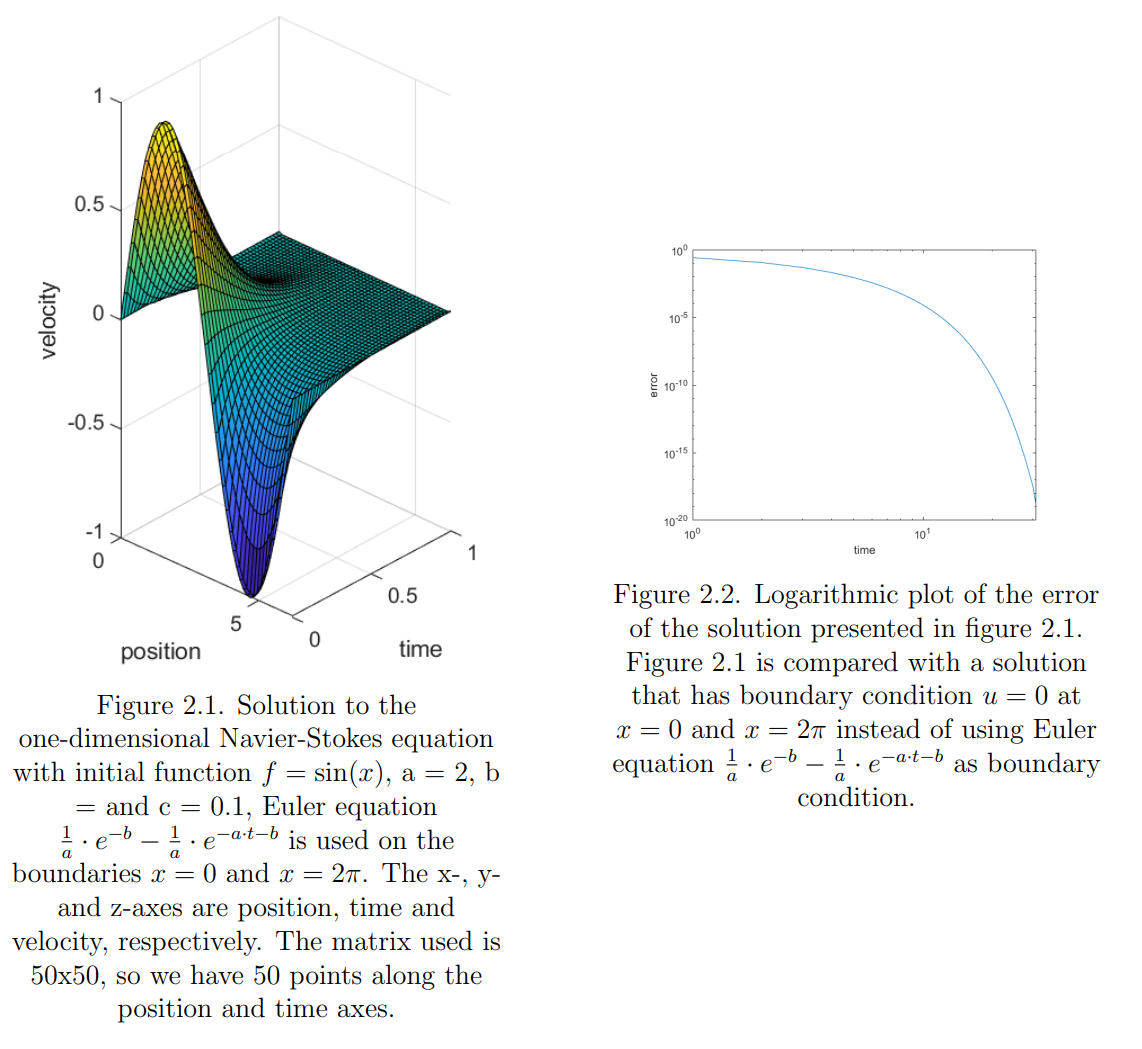 1
0.5
0
-0.5
-1
velocity
0
5
position
0
0.5
1
time
Figure 2.1. Solution to the
one-dimensional Navier-Stokes equation
with initial function f = sin(x), a = 2, b
= and c = 0.1, Euler equation
1/a · e^{-b} − 1/a · e^{-a·t-b} is used on the
boundaries x = 0 and x = 2π. The x-, y-
and z-axes are position, time and
velocity, respectively. The matrix used is
50x50, so we have 50 points along the
position and time axes.
10^0
10^-5
10^-10
10^-15
10^-20
error
10^0
10^1
time
Figure 2.2. Logarithmic plot of the error
of the solution presented in figure 2.1.
Figure 2.1 is compared with a solution
that has boundary condition u = 0 at
x = 0 and x = 2π instead of using Euler
equation 1/a · e^{-b} − 1/a · e^{-a·t-b} as boundary
condition.